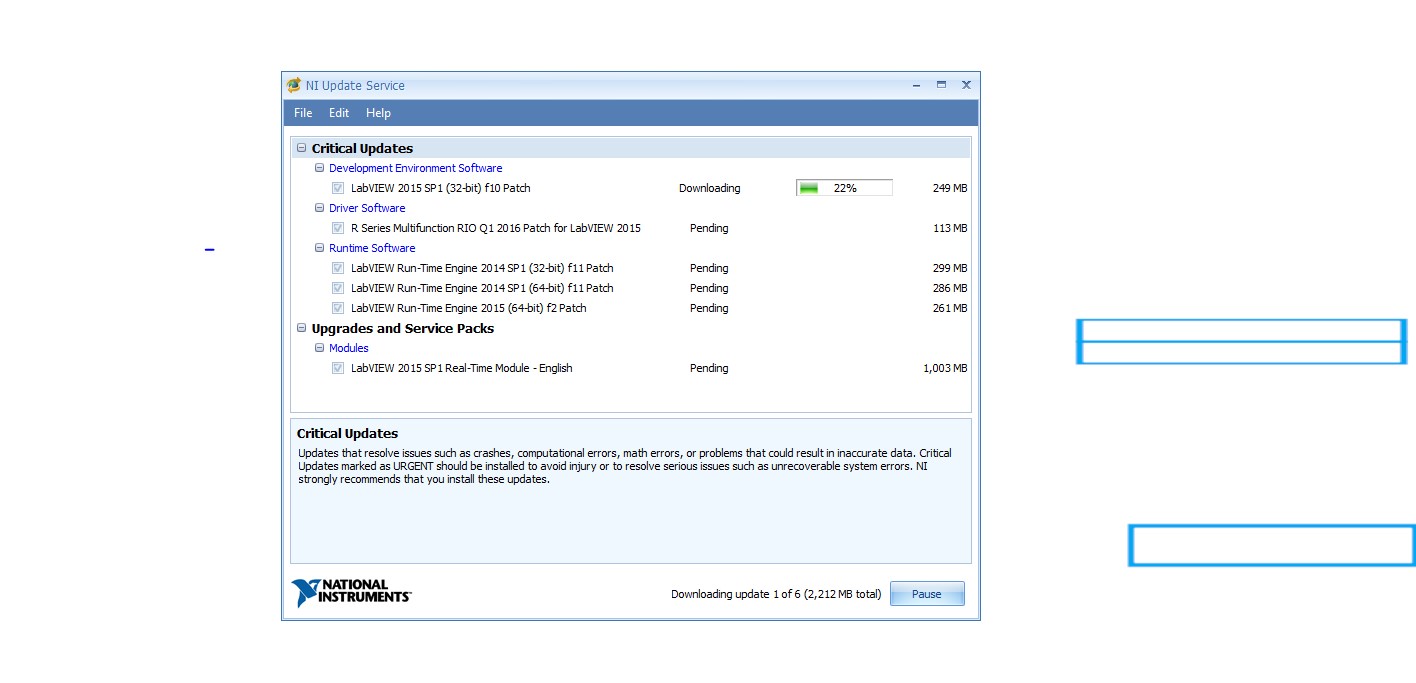 NI Update Service
File Edit Help
Critical Updates
Development Environment Software
LabVIEW 2015 SP1 (32-bit) f10 Patch Downloading 22% 249 MB
Driver Software
R Series Multifunction RIO Q1 2016 Patch for LabVIEW 2015 Pending 113 MB
Runtime Software
LabVIEW Run-Time Engine 2014 SP1 (32-bit) f11 Patch Pending 299 MB
LabVIEW Run-Time Engine 2014 SP1 (64-bit) f11 Patch Pending 286 MB
LabVIEW Run-Time Engine 2015 (64-bit) f2 Patch Pending 261 MB
Upgrades and Service Packs
Modules
LabVIEW 2015 SP1 Real-Time Module - English Pending 1,003 MB
Critical Updates
Updates that resolve issues such as crashes, computational errors, math errors, or problems that could result in inaccurate data. Critical
Updates marked as URGENT should be installed to avoid injury or to resolve serious issues such as unrecoverable system errors. NI
strongly recommends that you install these updates.
NATIONAL
INSTRUMENTS™
Downloading update 1 of 6 (2,212 MB total) Pause